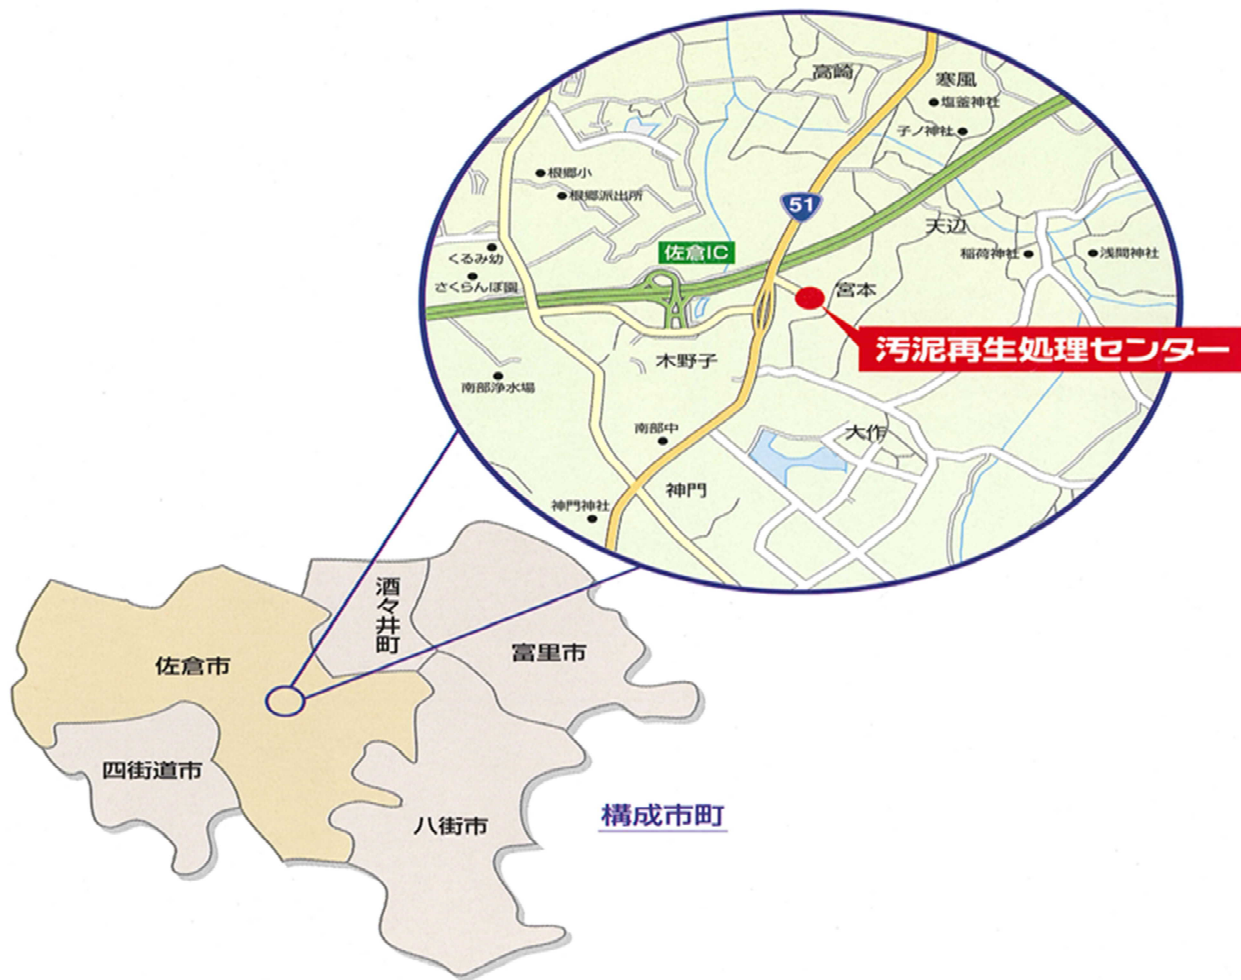 高崎
寒風
塩釜神社
子ノ神社
根郷小
根郷派出所
51
天辺
くるみ幼
佐倉IC
稲荷神社
浅間神社
さくらんぼ園
宮本
汚泥再生処理センター
木野子
南部浄水場
南部中
大作
神門
神門神社
酒々井町
佐倉市
富里市
四街道市
八街市
構成市町